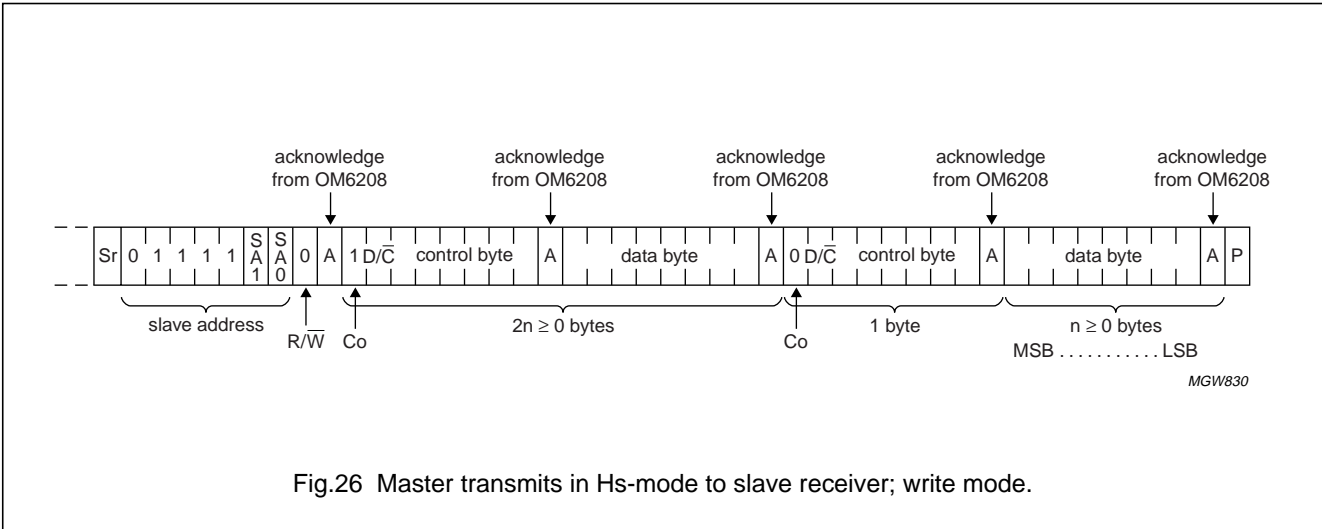 acknowledge acknowledge acknowledge acknowledge acknowledge
from OM6208 from OM6208 from OM6208 from OM6208 from OM6208
Sr 0 1 1 1 1 SA1 SA0 0 A 1 D/C̅ control byte A data byte A 0 D/C̅ control byte A data byte A P
slave address 2n ≥ 0 bytes 1 byte n ≥ 0 bytes
R/W̅ Co Co MSB . . . . . . . . . . . LSB
MGW830
Fig.26 Master transmits in Hs-mode to slave receiver; write mode.